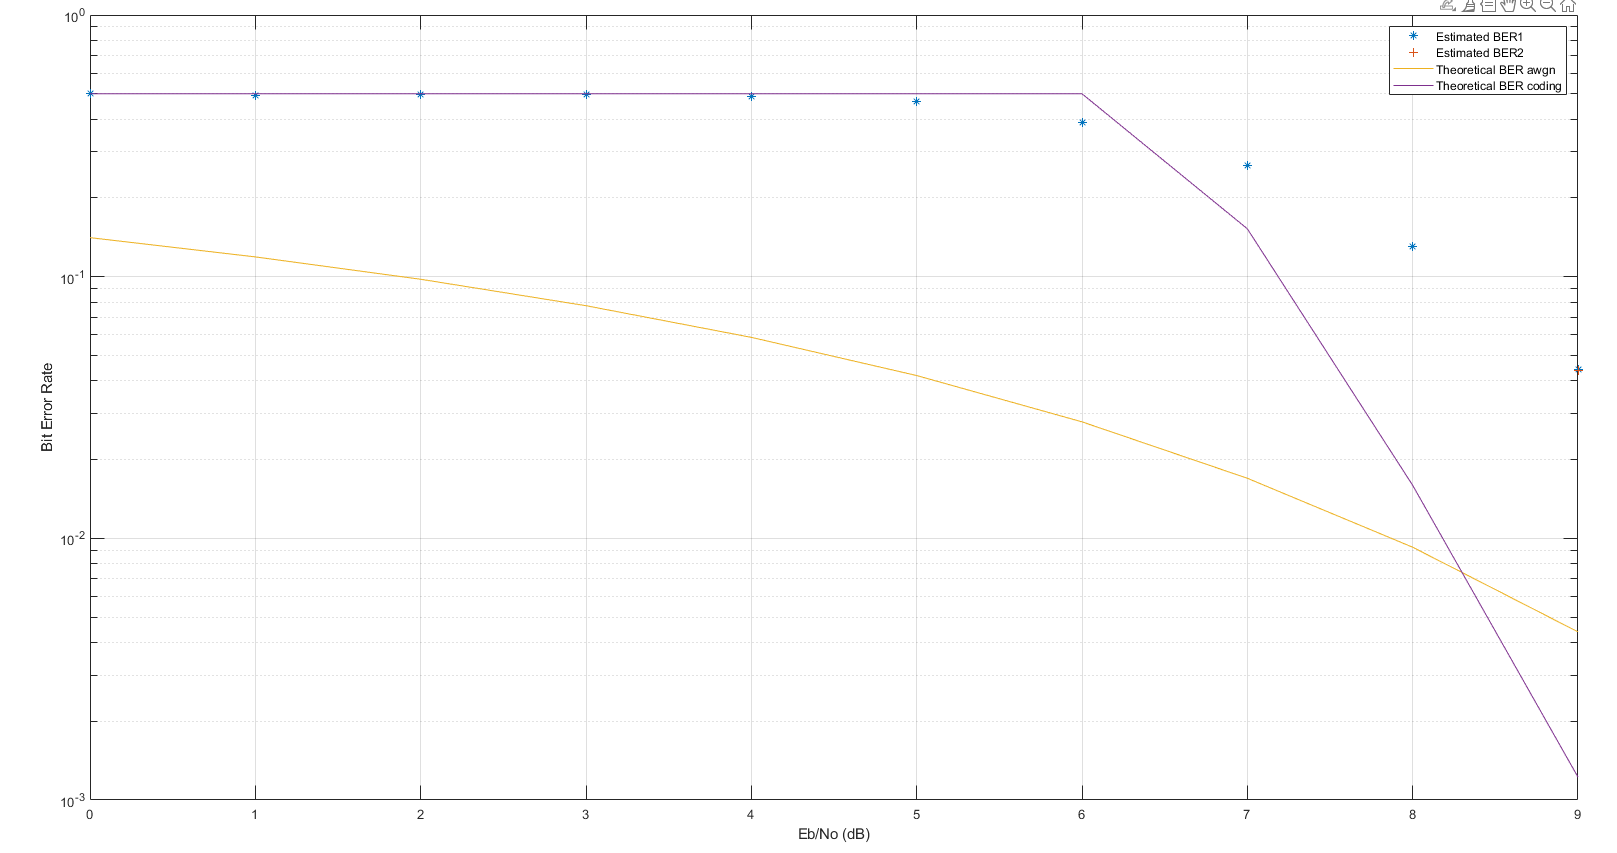 10^0
Estimated BER1
Estimated BER2
Theoretical BER awgn
Theoretical BER coding
10^-1
Bit Error Rate
10^-2
10^-3
0 1 2 3 4 5 6 7 8 9
Eb/No (dB)